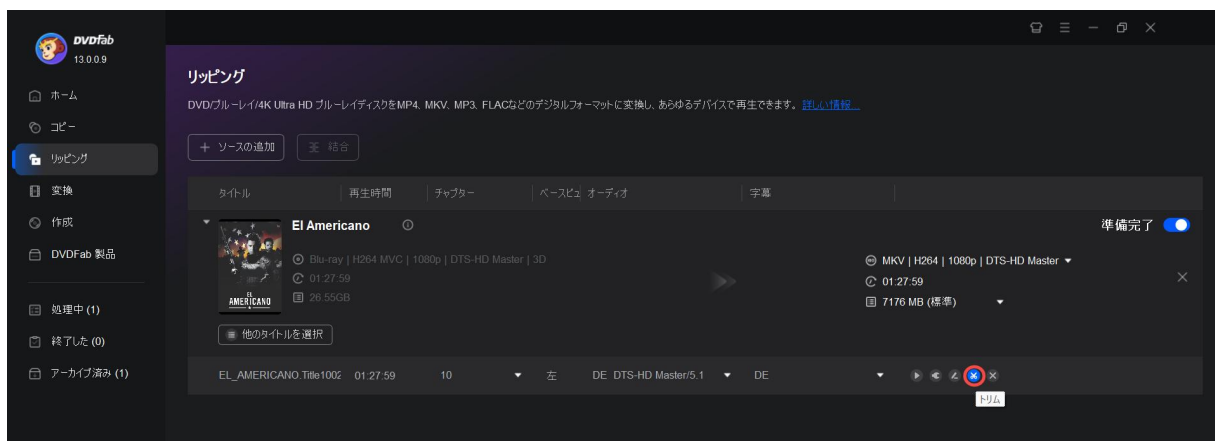 DVDFab
13.0.0.9
ホーム
コピー
リッピング
変換
作成
DVDFab 製品
処理中 (1)
終了した (0)
アーカイブ済み (1)
リッピング
DVD/ブルーレイ/4K Ultra HD ブルーレイディスクをMP4、MKV、MP3、FLACなどのデジタルフォーマットに変換し、あらゆるデバイスで再生できます。 詳しい情報...
+ ソースの追加 結合
タイトル 再生時間 チャプター ベースビュ オーディオ 字幕
El Americano 準備完了
Blu-ray | H264 MVC | 1080p | DTS-HD Master | 3D MKV | H264 | 1080p | DTS-HD Master
01:27:59 01:27:59
26.55GB 7176 MB (標準)
EL
AMERICANO
他のタイトルを選択
EL_AMERICANO.Title1002 01:27:59 10 左 DE DTS-HD Master/5.1 DE
トリム